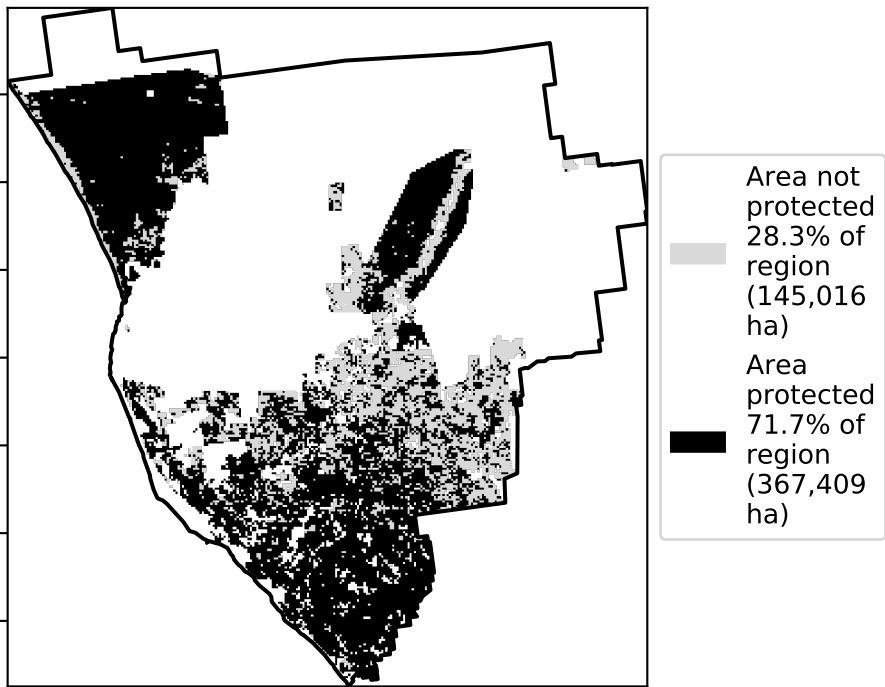 Area not
protected
28.3% of
region
(145,016
ha)
Area
protected
71.7% of
region
(367,409
ha)